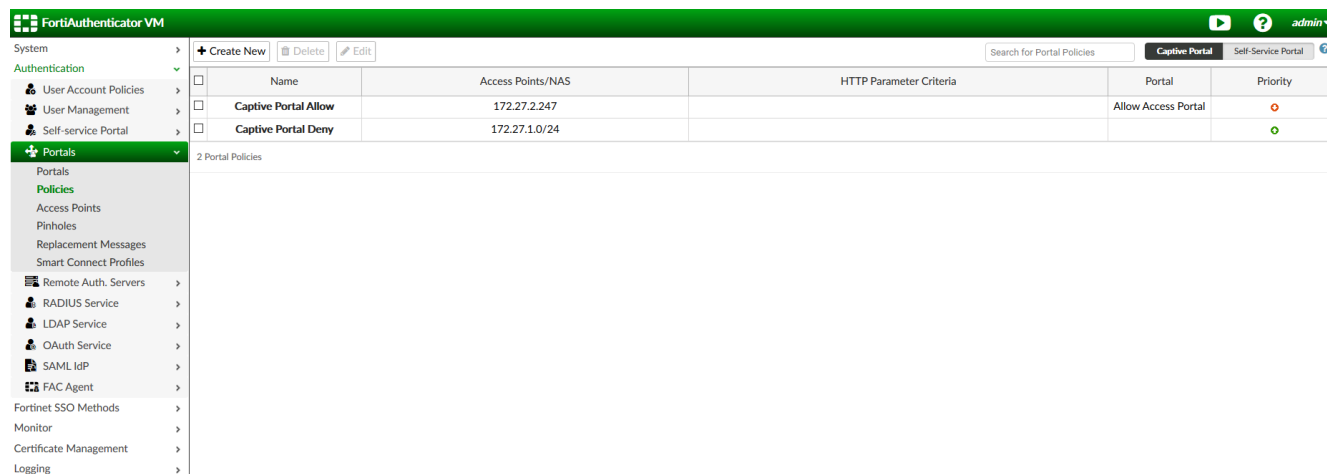 FortiAuthenticator VM
admin
System
Authentication
User Account Policies
User Management
Self-service Portal
Portals
Portals
Policies
Access Points
Pinholes
Replacement Messages
Smart Connect Profiles
Remote Auth. Servers
RADIUS Service
LDAP Service
OAuth Service
SAML IdP
FAC Agent
Fortinet SSO Methods
Monitor
Certificate Management
Logging
Create New Delete Edit Search for Portal Policies Captive Portal Self-Service Portal
Name Access Points/NAS HTTP Parameter Criteria Portal Priority
Captive Portal Allow 172.27.2.247 Allow Access Portal
Captive Portal Deny 172.27.1.0/24
2 Portal Policies